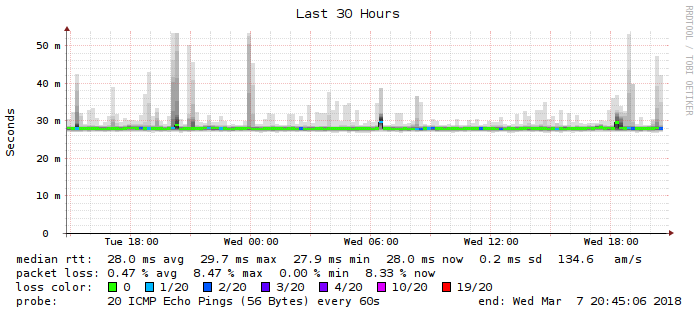 Last 30 Hours
RRDTOOL / TOBI OETIKER
Seconds
50 m
40 m
30 m
20 m
10 m
0
Tue 18:00 Wed 00:00 Wed 06:00 Wed 12:00 Wed 18:00
median rtt: 28.0 ms avg 29.7 ms max 27.9 ms min 28.0 ms now 0.2 ms sd 134.6 am/s
packet loss: 0.47 % avg 8.47 % max 0.00 % min 8.33 % now
loss color: 0 1/20 2/20 3/20 4/20 10/20 19/20
probe: 20 ICMP Echo Pings (56 Bytes) every 60s end: Wed Mar 7 20:45:06 2018